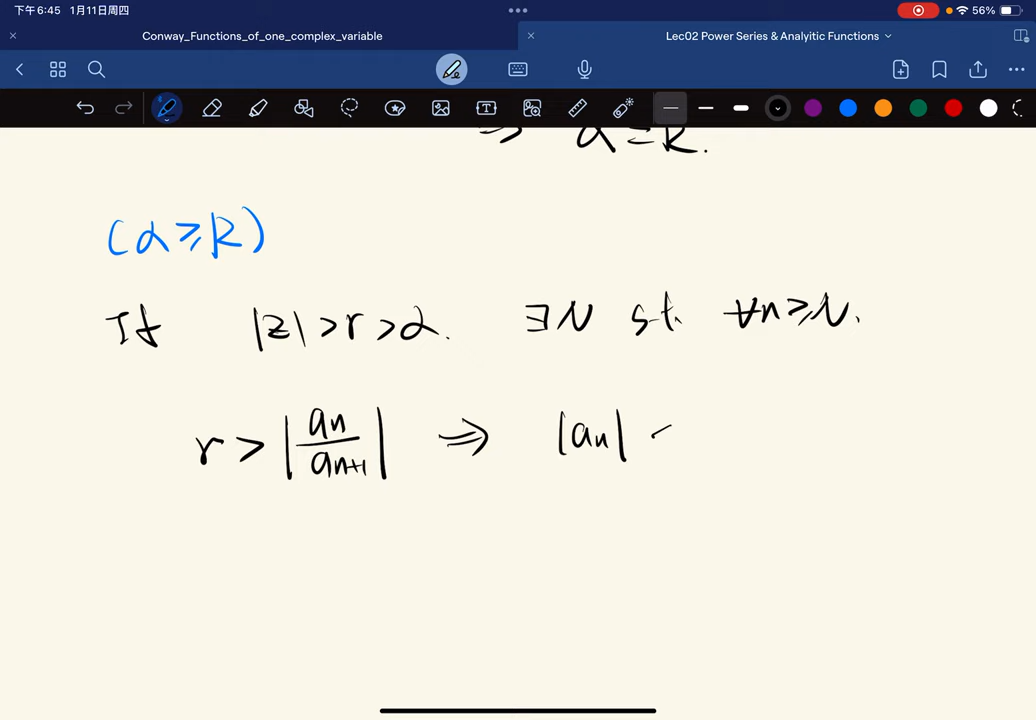 下午6:45 1月11日周四 56%
Conway_Functions_of_one_complex_variable
Lec02 Power Series & Analyitic Functions
⇒ α ≤ R.
(α ≥ R)
If |z| > r > α. ∃ N s.t. ∀n ≥ N.
r > |an / an+1| ⇒ |an| <